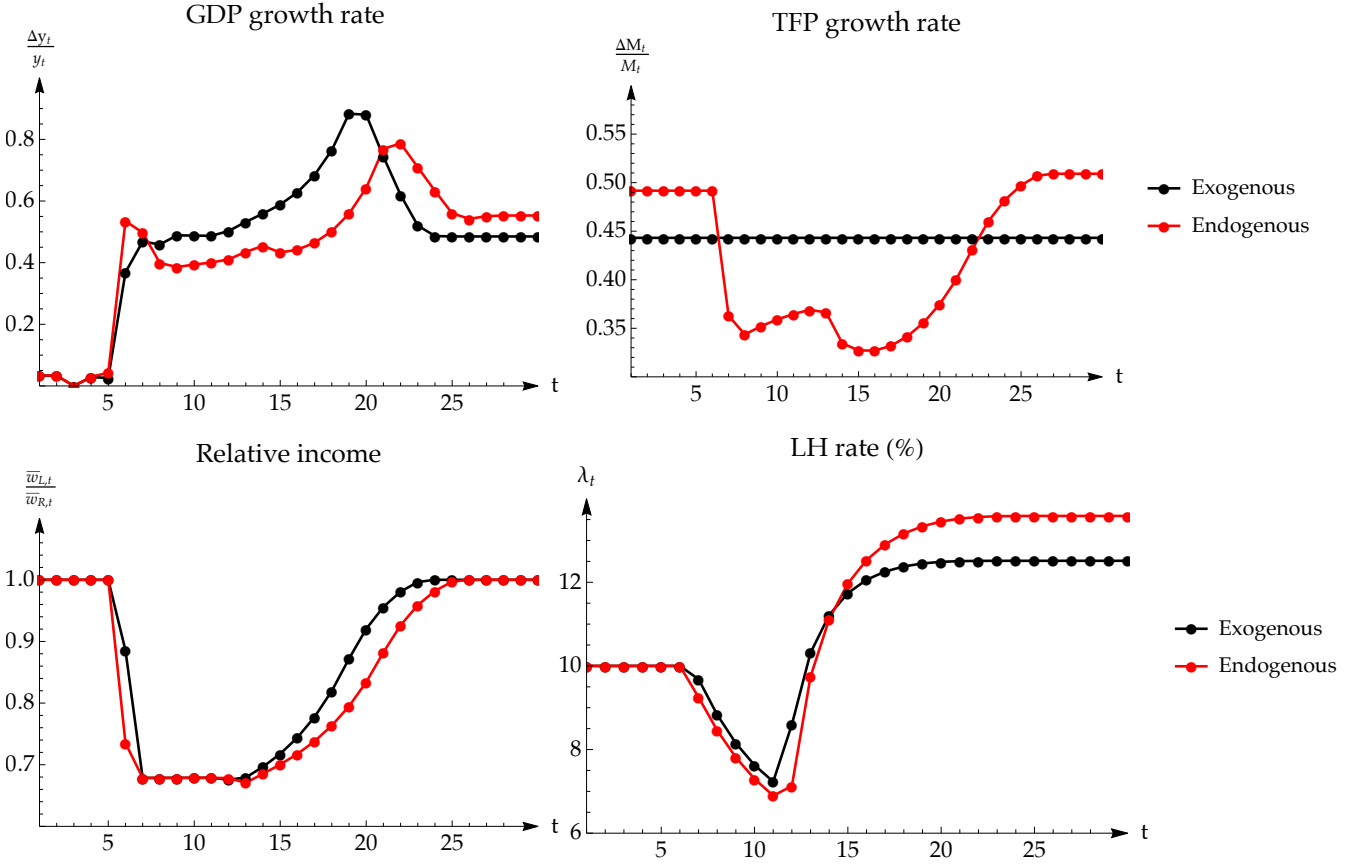 GDP growth rate
Δy_t / y_t
0.8
0.6
0.4
0.2
5 10 15 20 25 t
TFP growth rate
ΔM_t / M_t
0.55
0.50
0.45
0.40
0.35
5 10 15 20 25 t
Exogenous
Endogenous
Relative income
w̅_{L,t} / w̅_{R,t}
1.0
0.9
0.8
0.7
5 10 15 20 25 t
LH rate (%)
λ_t
12
10
8
6
5 10 15 20 25 t
Exogenous
Endogenous